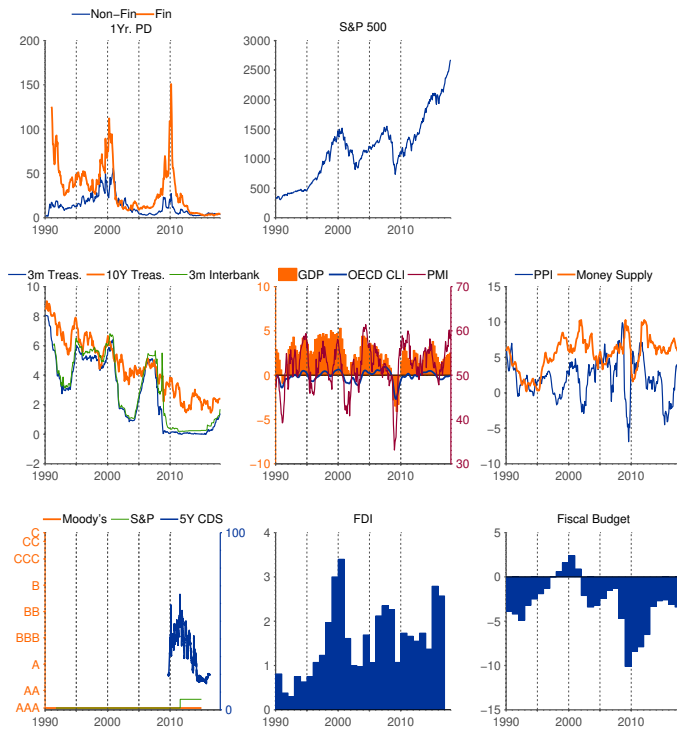 Non-Fin Fin
1Yr. PD
200
150
100
50
0
1990 2000 2010
S&P 500
3000
2500
2000
1500
1000
500
0
1990 2000 2010
3m Treas. 10Y Treas. 3m Interbank
10
8
6
4
2
0
−2
1990 2000 2010
GDP OECD CLI PMI
10
5
0
−5
−10
70
60
50
40
30
1990 2000 2010
PPI Money Supply
15
10
5
0
−5
−10
1990 2000 2010
Moody's S&P 5Y CDS
C
CC
CCC
B
BB
BBB
A
AA
AAA
100
0
1990 2000 2010
FDI
4
3
2
1
0
1990 2000 2010
Fiscal Budget
5
0
−5
−10
−15
1990 2000 2010